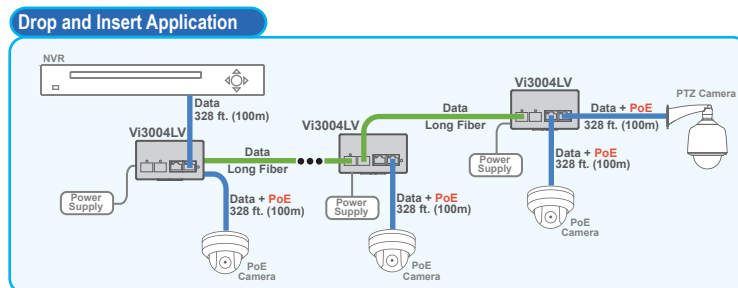 Drop and Insert Application
NVR
Data
328 ft. (100m)
Vi3004LV
Data
Long Fiber
Power
Supply
Data + PoE
328 ft. (100m)
PoE
Camera
Vi3004LV
Data
Long Fiber
Power
Supply
Data + PoE
328 ft. (100m)
PoE
Camera
Vi3004LV
Data + PoE
328 ft. (100m)
PTZ Camera
Power
Supply
Data + PoE
328 ft. (100m)
PoE
Camera